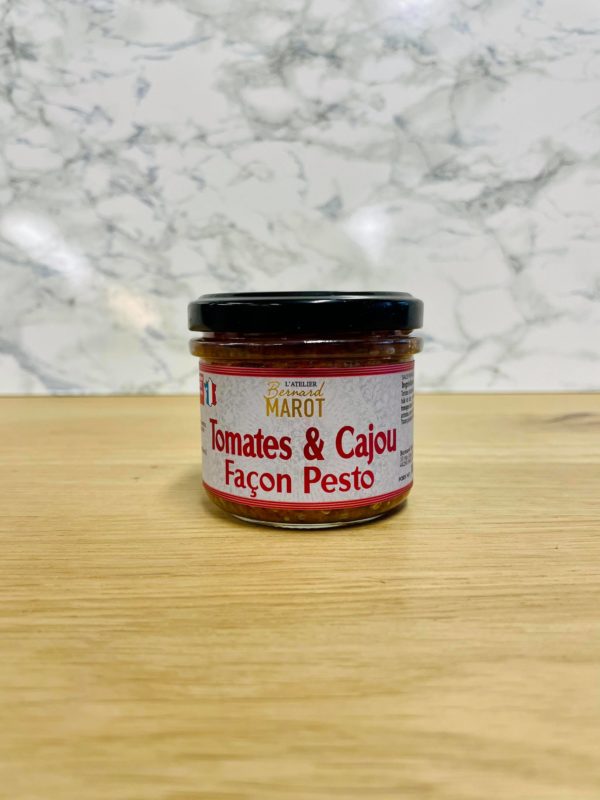 L'ATELIER
Bernard
MAROT
Tomates & Cajou
Façon Pesto